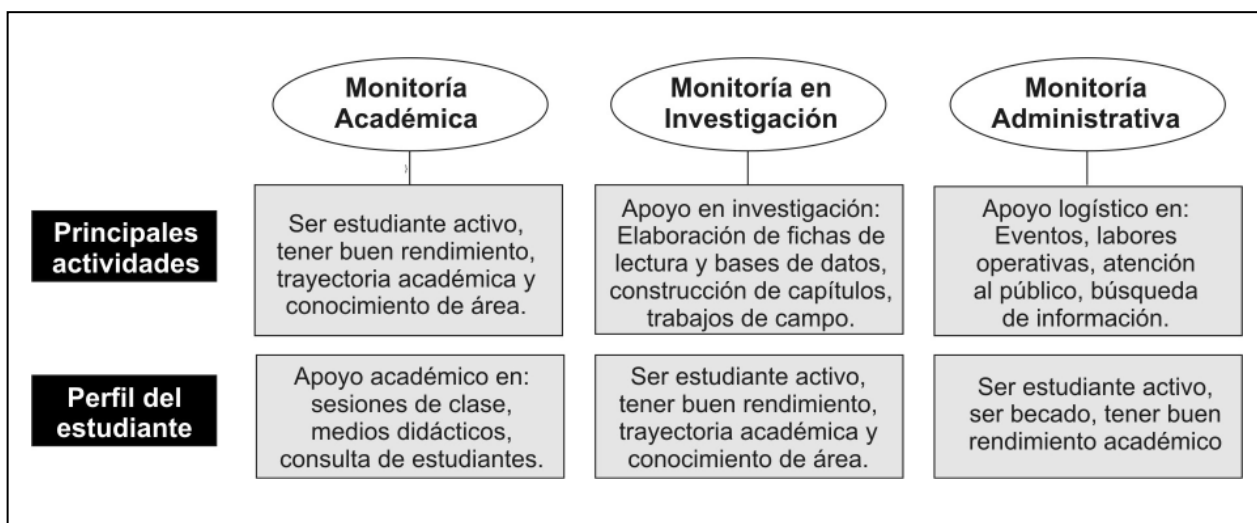 Monitoría
Académica
Monitoría en
Investigación
Monitoría
Administrativa
Principales
actividades
Ser estudiante activo,
tener buen rendimiento,
trayectoria académica y
conocimiento de área.
Apoyo en investigación:
Elaboración de fichas de
lectura y bases de datos,
construcción de capítulos,
trabajos de campo.
Apoyo logístico en:
Eventos, labores
operativas, atención
al público, búsqueda
de información.
Perfil del
estudiante
Apoyo académico en:
sesiones de clase,
medios didácticos,
consulta de estudiantes.
Ser estudiante activo,
tener buen rendimiento,
trayectoria académica y
conocimiento de área.
Ser estudiante activo,
ser becado, tener buen
rendimiento académico